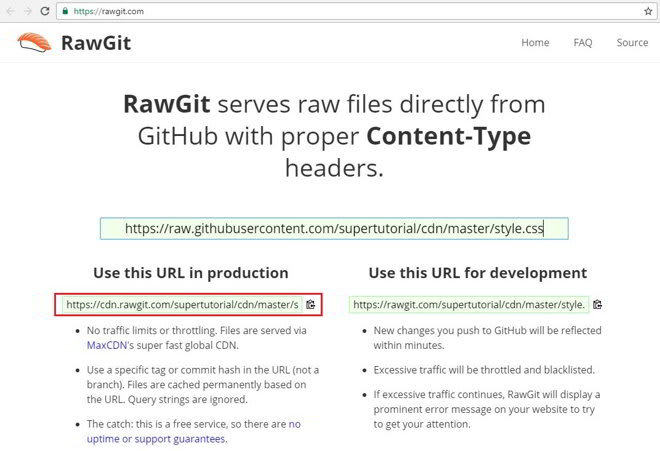 https://rawgit.com
RawGit
Home FAQ Source
RawGit serves raw files directly from
GitHub with proper Content-Type
headers.
https://raw.githubusercontent.com/supertutorial/cdn/master/style.css
Use this URL in production
https://cdn.rawgit.com/supertutorial/cdn/master/s
No traffic limits or throttling. Files are served via
MaxCDN's super fast global CDN.
Use a specific tag or commit hash in the URL (not a
branch). Files are cached permanently based on
the URL. Query strings are ignored.
The catch: this is a free service, so there are no
uptime or support guarantees.
Use this URL for development
https://rawgit.com/supertutorial/cdn/master/style.
New changes you push to GitHub will be reflected
within minutes.
Excessive traffic will be throttled and blacklisted.
If excessive traffic continues, RawGit will display a
prominent error message on your website to try
to get your attention.